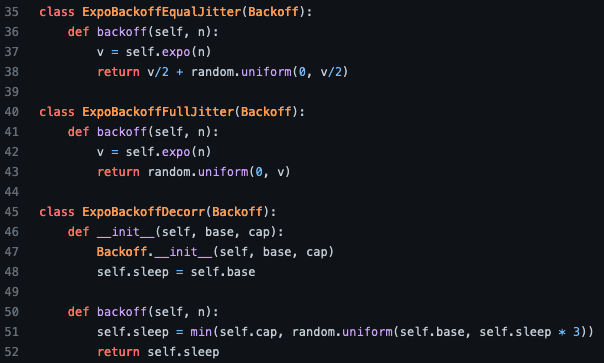 35 class ExpoBackoffEqualJitter(Backoff):
36     def backoff(self, n):
37         v = self.expo(n)
38         return v/2 + random.uniform(0, v/2)
39
40 class ExpoBackoffFullJitter(Backoff):
41     def backoff(self, n):
42         v = self.expo(n)
43         return random.uniform(0, v)
44
45 class ExpoBackoffDecorr(Backoff):
46     def __init__(self, base, cap):
47         Backoff.__init__(self, base, cap)
48         self.sleep = self.base
49
50     def backoff(self, n):
51         self.sleep = min(self.cap, random.uniform(self.base, self.sleep * 3))
52         return self.sleep